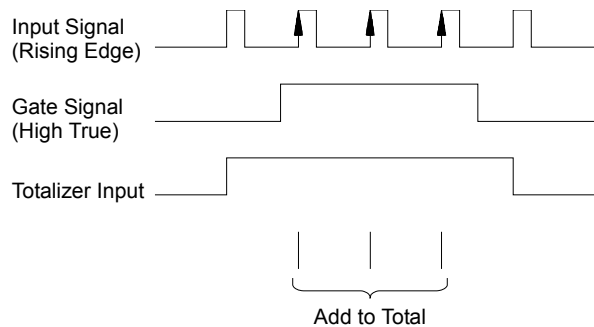 Input Signal
(Rising Edge)
Gate Signal
(High True)
Totalizer Input
Add to Total